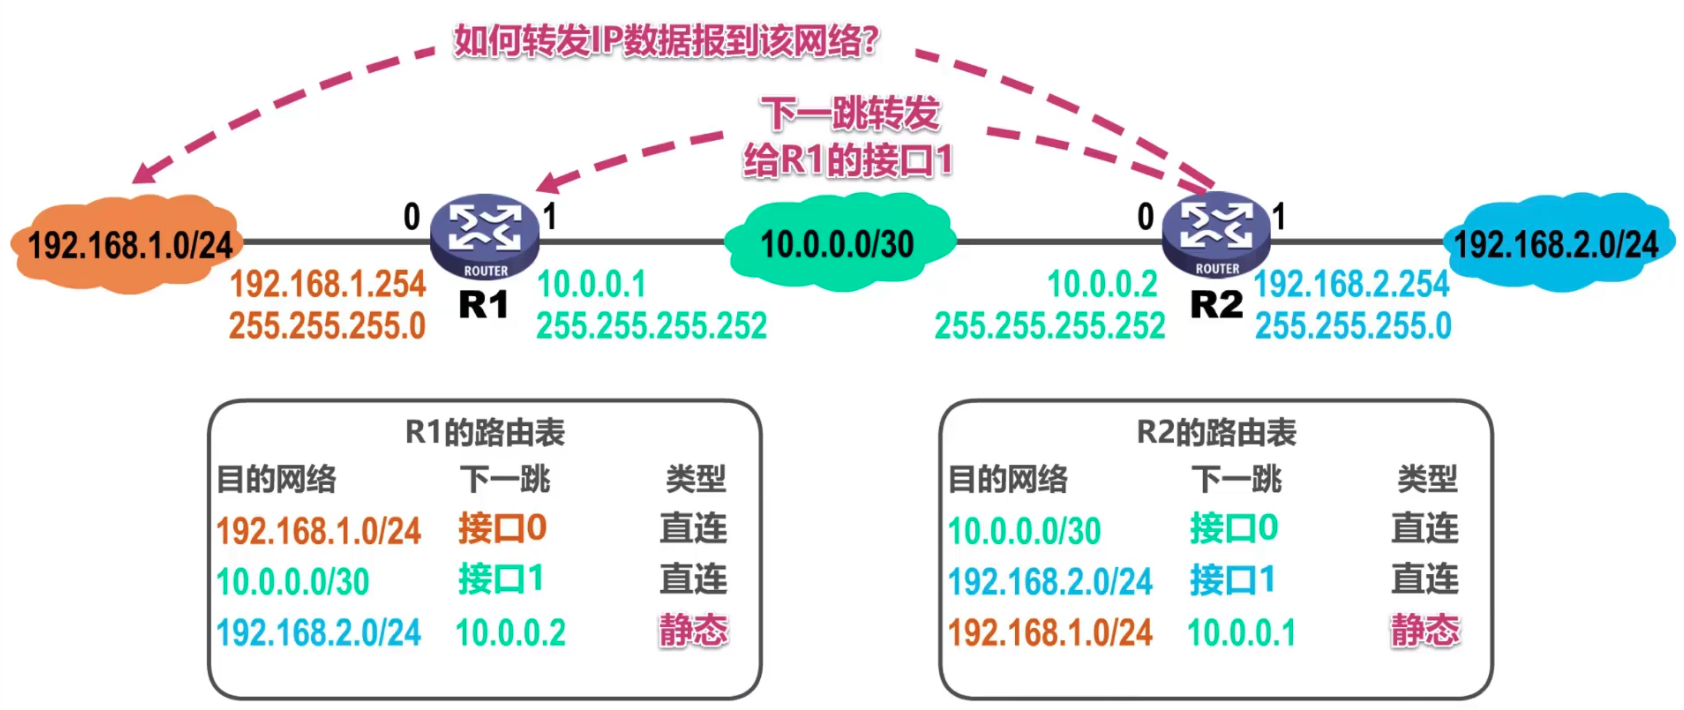 如何转发IP数据报到该网络?
下一跳转发
给R1的接口1
0
1
0
1
192.168.1.0/24
ROUTER
10.0.0.0/30
ROUTER
192.168.2.0/24
192.168.1.254
255.255.255.0
R1
10.0.0.1
255.255.255.252
10.0.0.2
255.255.255.252
R2
192.168.2.254
255.255.255.0
R1的路由表
目的网络 下一跳 类型
192.168.1.0/24 接口0 直连
10.0.0.0/30 接口1 直连
192.168.2.0/24 10.0.0.2 静态
R2的路由表
目的网络 下一跳 类型
10.0.0.0/30 接口0 直连
192.168.2.0/24 接口1 直连
192.168.1.0/24 10.0.0.1 静态